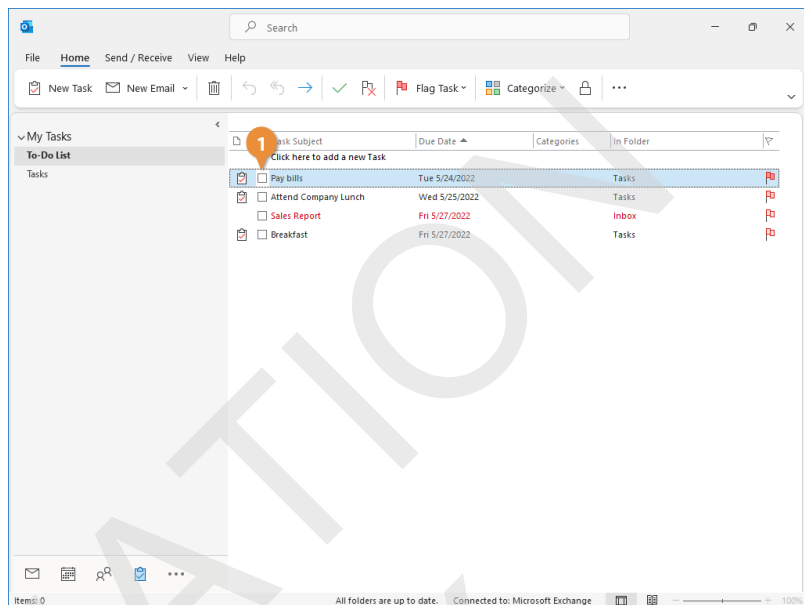 Search
File Home Send / Receive View Help
New Task New Email Flag Task Categorize
My Tasks
To-Do List
Tasks
1
Task Subject Due Date Categories In Folder
Click here to add a new Task
Pay bills Tue 5/24/2022 Tasks
Attend Company Lunch Wed 5/25/2022 Tasks
Sales Report Fri 5/27/2022 Inbox
Breakfast Fri 5/27/2022 Tasks
Items: 0 All folders are up to date. Connected to: Microsoft Exchange 100%